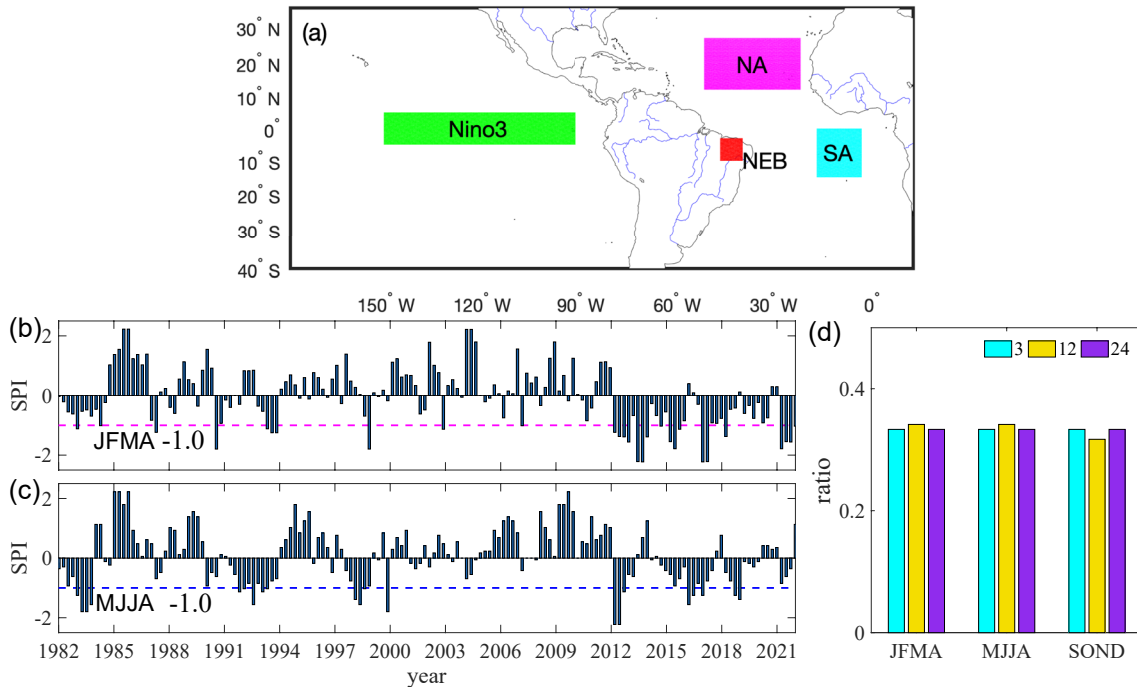 (a)
30° N
20° N
10° N
0°
10° S
20° S
30° S
40° S
NA
Nino3
NEB
SA
150° W
120° W
90° W
60° W
30° W
0°
(b)
SPI
2
0
-2
JFMA -1.0
(c)
SPI
2
0
-2
MJJA -1.0
1982 1985 1988 1991 1994 1997 2000 2003 2006 2009 2012 2015 2018 2021
year
(d)
3 12 24
ratio
0.4
0.2
0
JFMA MJJA SOND